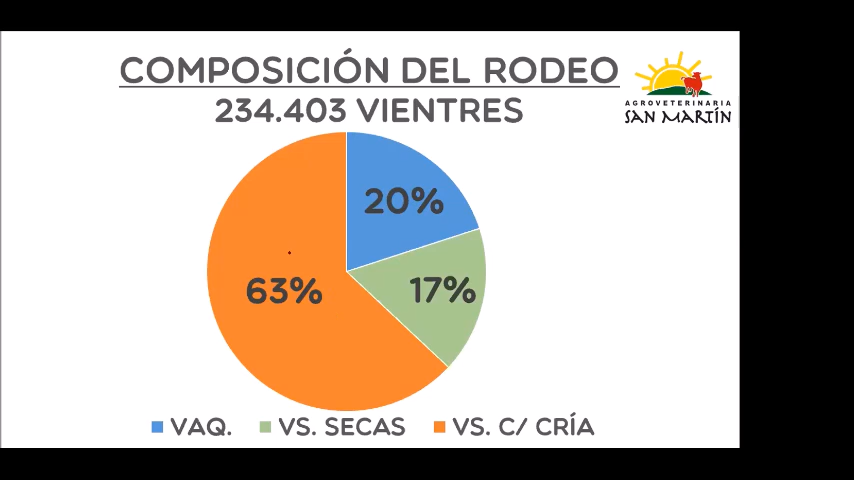 COMPOSICIÓN DEL RODEO
234.403 VIENTRES
AGROVETERINARIA
SAN MARTÍN
20%
63%
17%
VAQ. VS. SECAS VS. C/ CRÍA